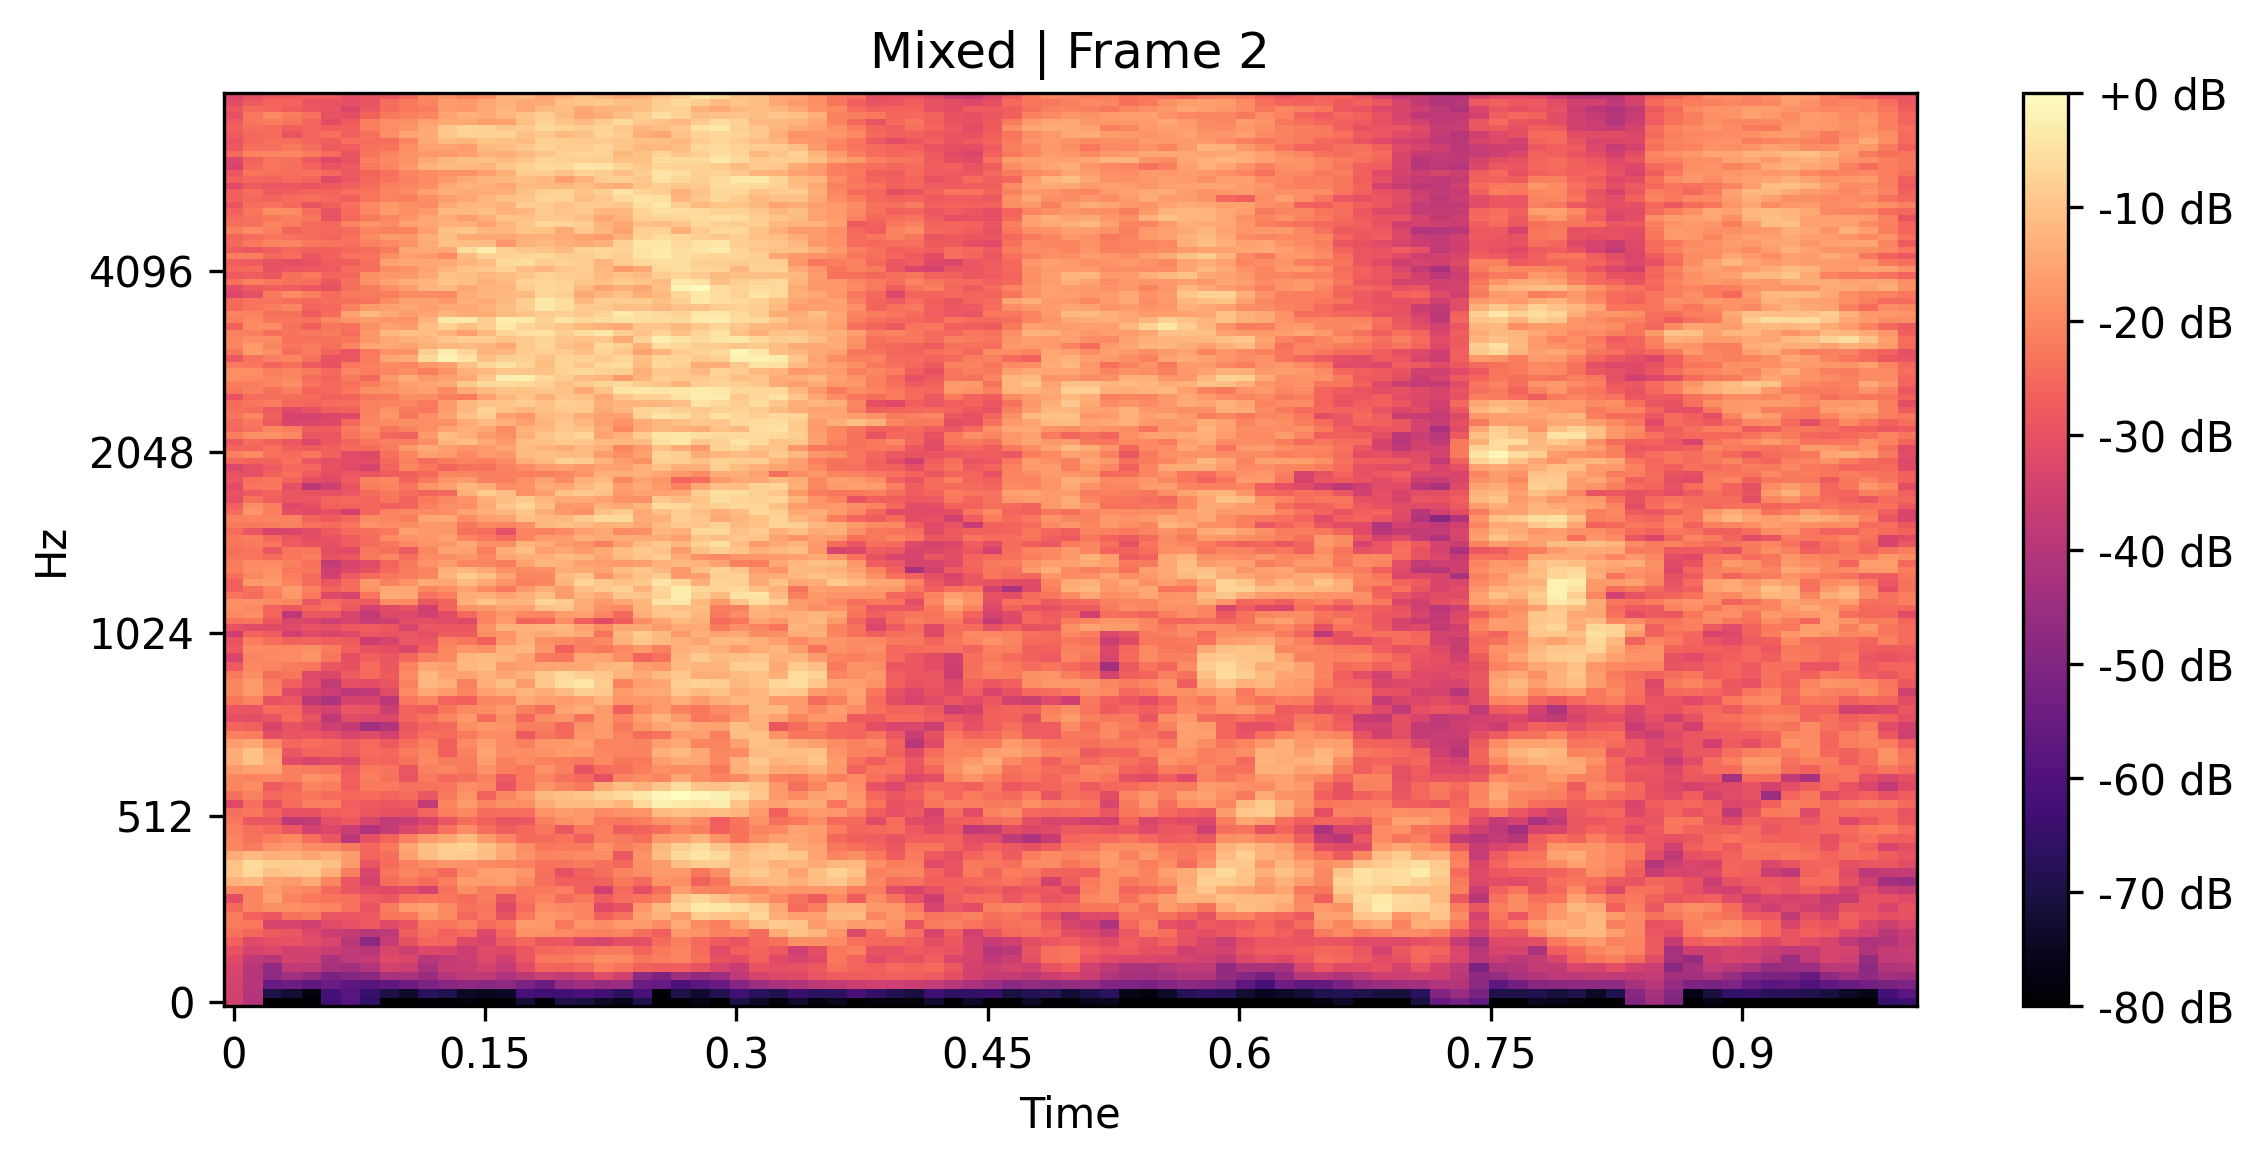 Mixed | Frame 2
Hz
4096
2048
1024
512
0
0 0.15 0.3 0.45 0.6 0.75 0.9
Time
+0 dB
-10 dB
-20 dB
-30 dB
-40 dB
-50 dB
-60 dB
-70 dB
-80 dB